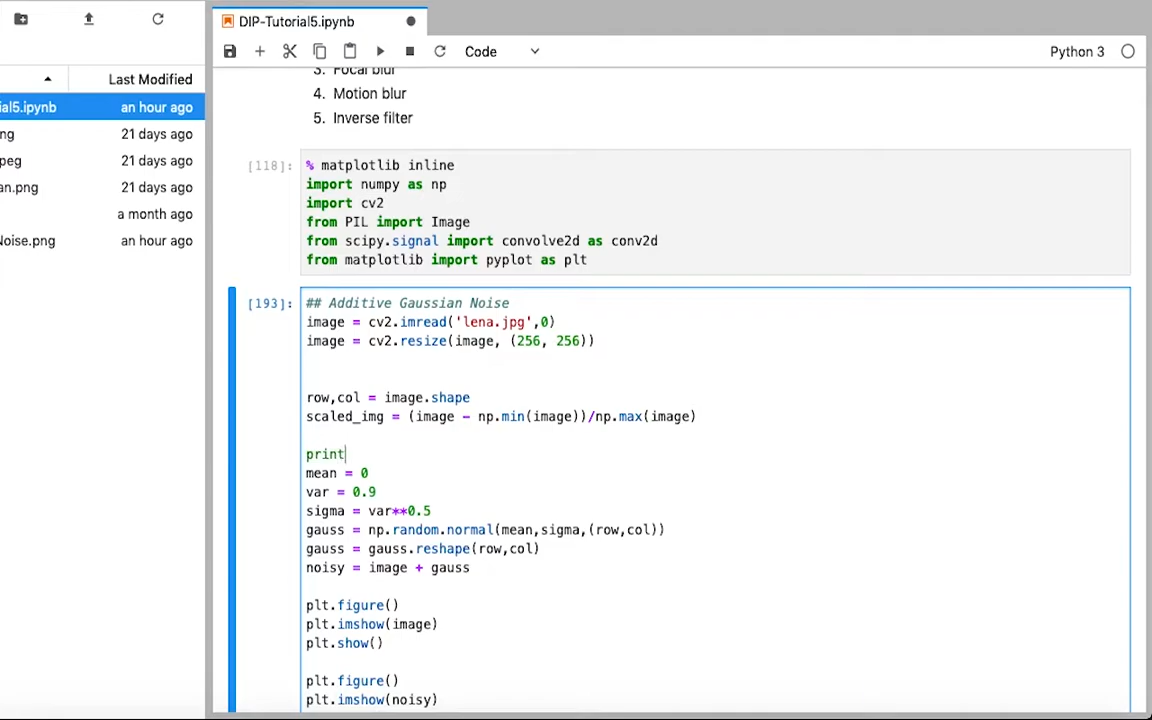 DIP-Tutorial5.ipynb
Code
Python 3
Last Modified
ial5.ipynb an hour ago
ng 21 days ago
peg 21 days ago
an.png 21 days ago
a month ago
Noise.png an hour ago
3. Focal blur
4. Motion blur
5. Inverse filter
[118]:
% matplotlib inline
import numpy as np
import cv2
from PIL import Image
from scipy.signal import convolve2d as conv2d
from matplotlib import pyplot as plt
[193]:
## Additive Gaussian Noise
image = cv2.imread('lena.jpg',0)
image = cv2.resize(image, (256, 256))
row,col = image.shape
scaled_img = (image - np.min(image))/np.max(image)
print
mean = 0
var = 0.9
sigma = var**0.5
gauss = np.random.normal(mean,sigma,(row,col))
gauss = gauss.reshape(row,col)
noisy = image + gauss
plt.figure()
plt.imshow(image)
plt.show()
plt.figure()
plt.imshow(noisy)